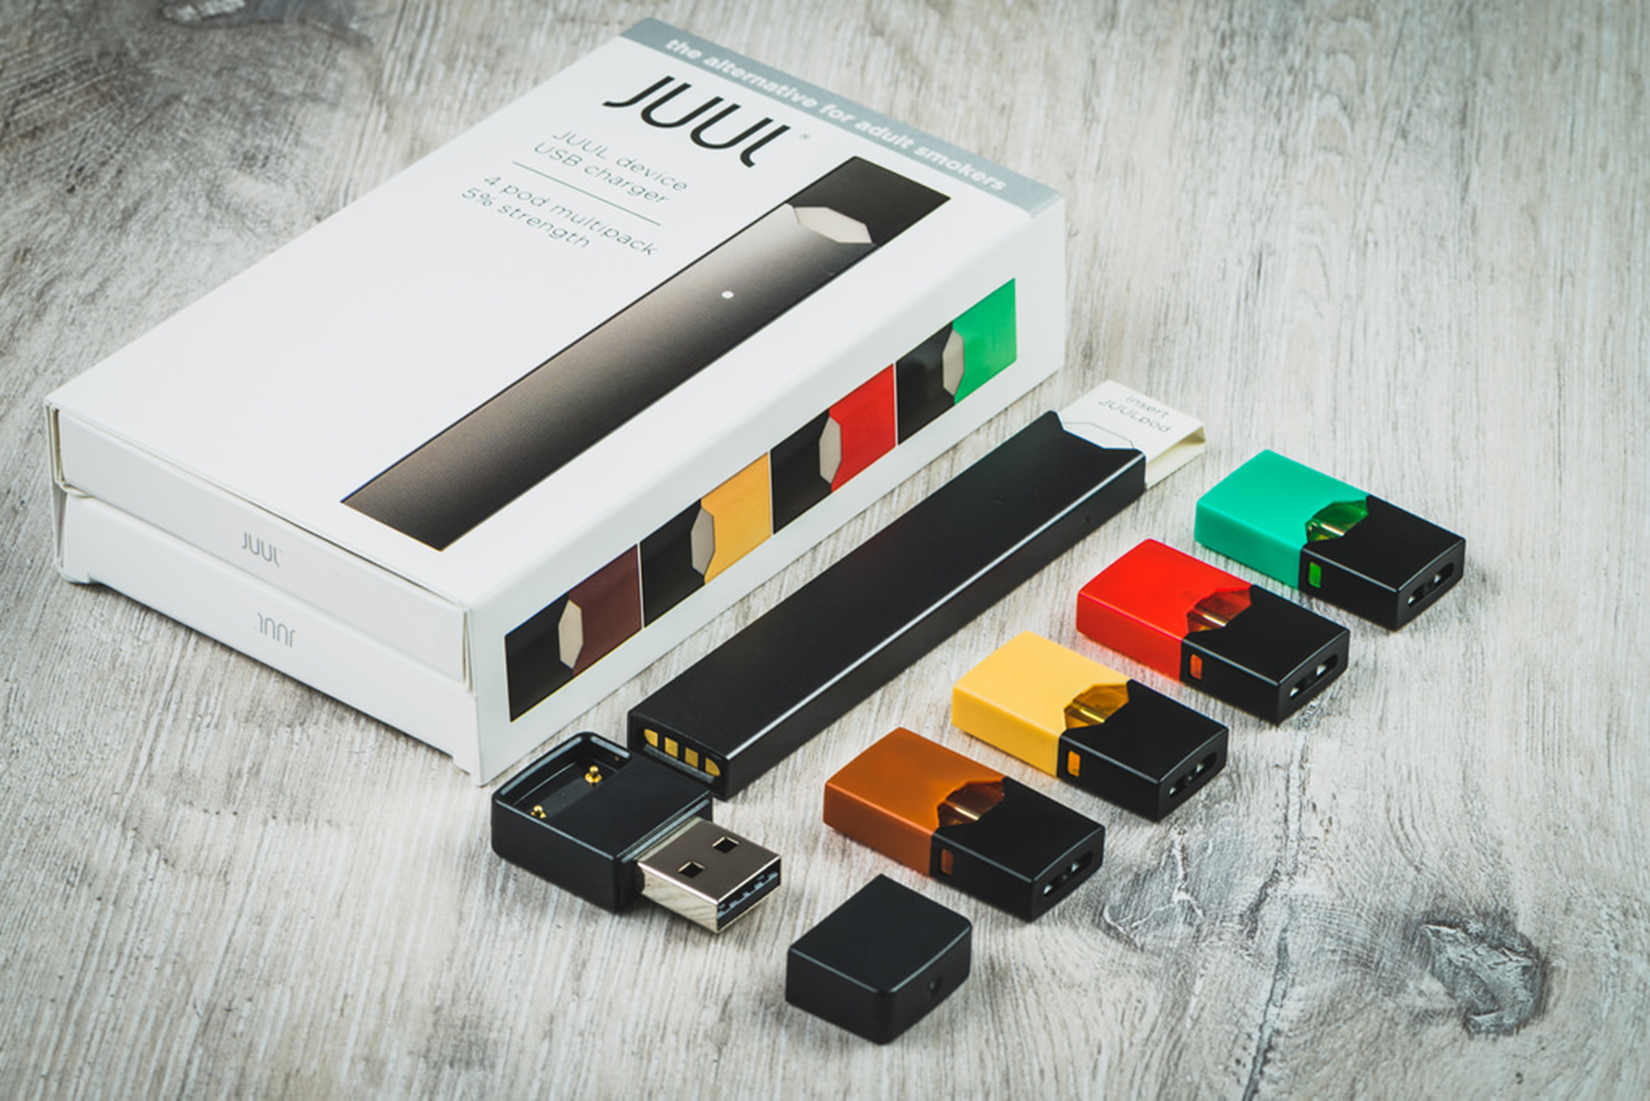 the alternative for adult smokers
JUUL®
JUUL device
USB charger
4 pod multipack
5% strength
insert
JUULpod
JUUL
JUUL